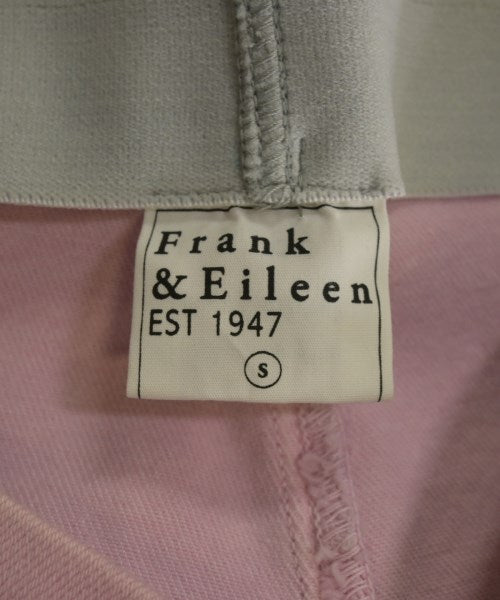 Frank
& Eileen
EST 1947
S